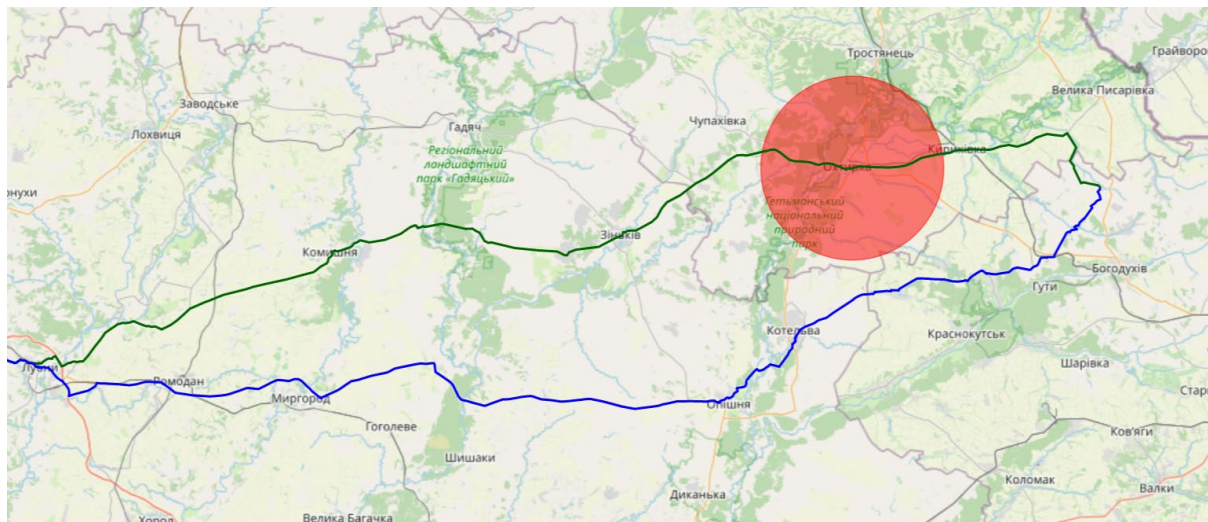 Тростянець
Грайворо
Велика Писарівка
Заводське
Лохвиця
Гадяч
Чупахівка
Регіональний
ландшафтний
парк «Гадяцький»
Кириківка
Охтирка
онухи
Гетьманський
національний
природний
парк
Зіньків
Комишня
Богодухів
Гути
Котельва
Краснокутськ
Шарівка
Лубни
Ромодан
Миргород
Стар
Опішня
Гоголеве
Ков'яги
Шишаки
Коломак
Валки
Диканька
Хорол
Велика Багачка